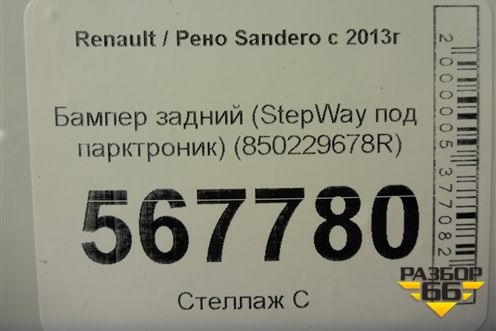 Renault / Рено Sandero с 2013г
Бампер задний (StepWay под
парктроник) (850229678R)
567780
Стеллаж С
2000005377082
РАЗБОР
66